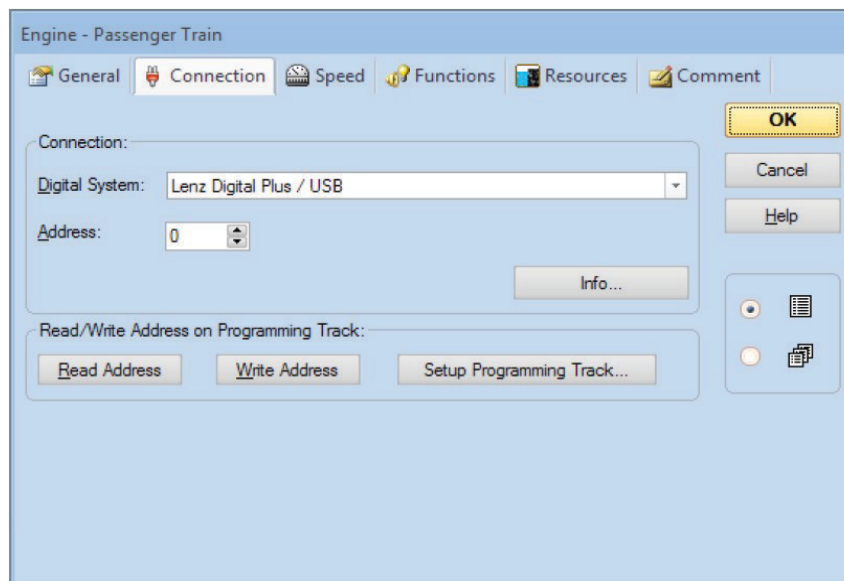 Engine - Passenger Train
General Connection Speed Functions Resources Comment
OK
Connection:
Cancel
Digital System: Lenz Digital Plus / USB
Help
Address: 0
Info...
Read/Write Address on Programming Track:
Read Address Write Address Setup Programming Track...